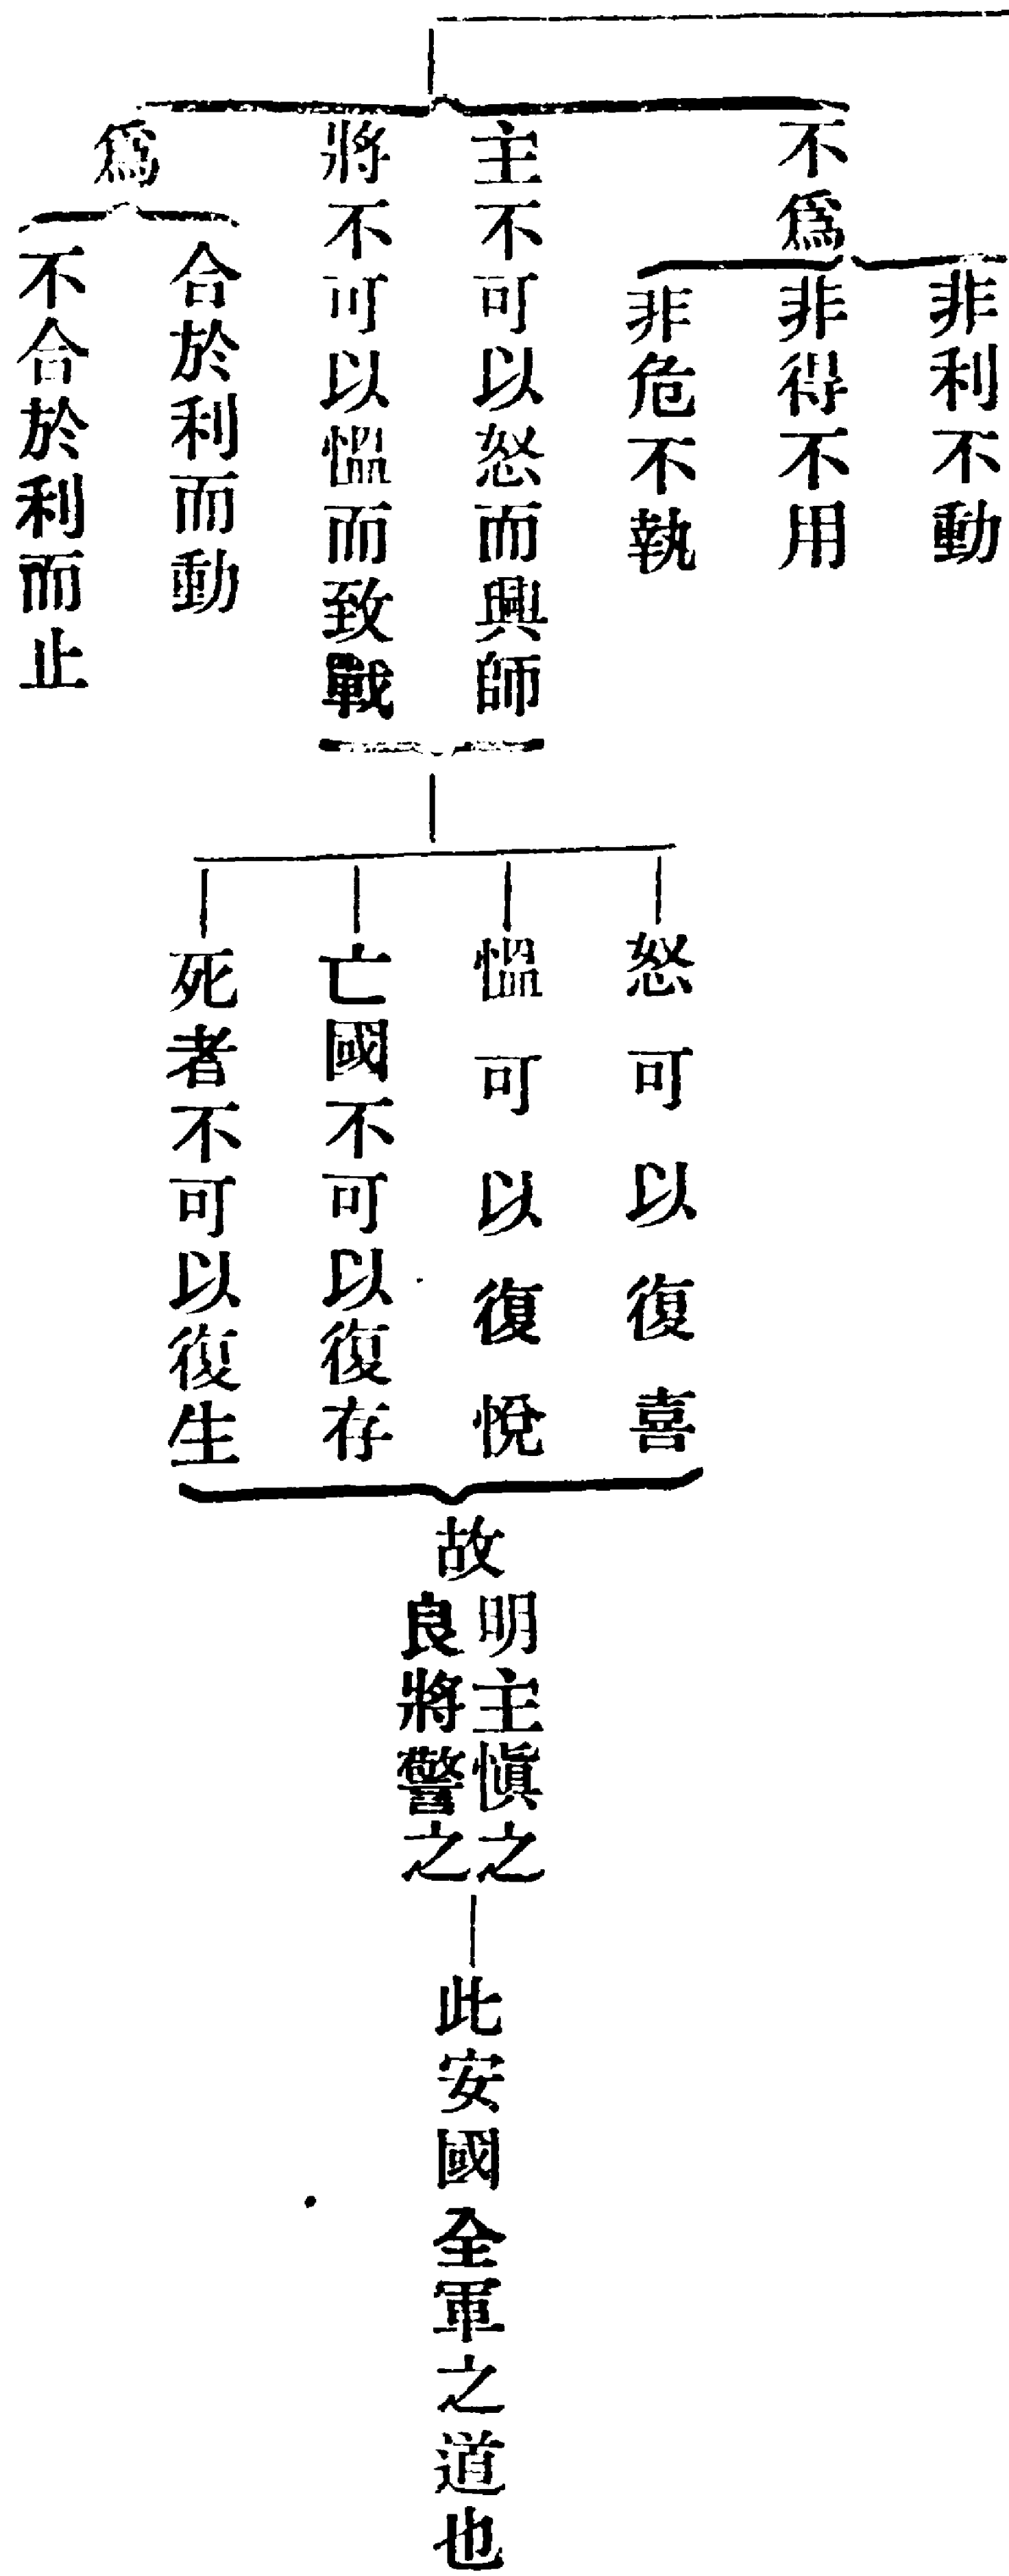 不爲
非利不動
非得不用
非危不執
主不可以怒而興師
將不可以慍而致戰
爲
合於利而動
不合於利而止
怒可以復喜
慍可以復悅
亡國不可以復存
死者不可以復生
故
明主愼之
良將警之
此安國全軍之道也